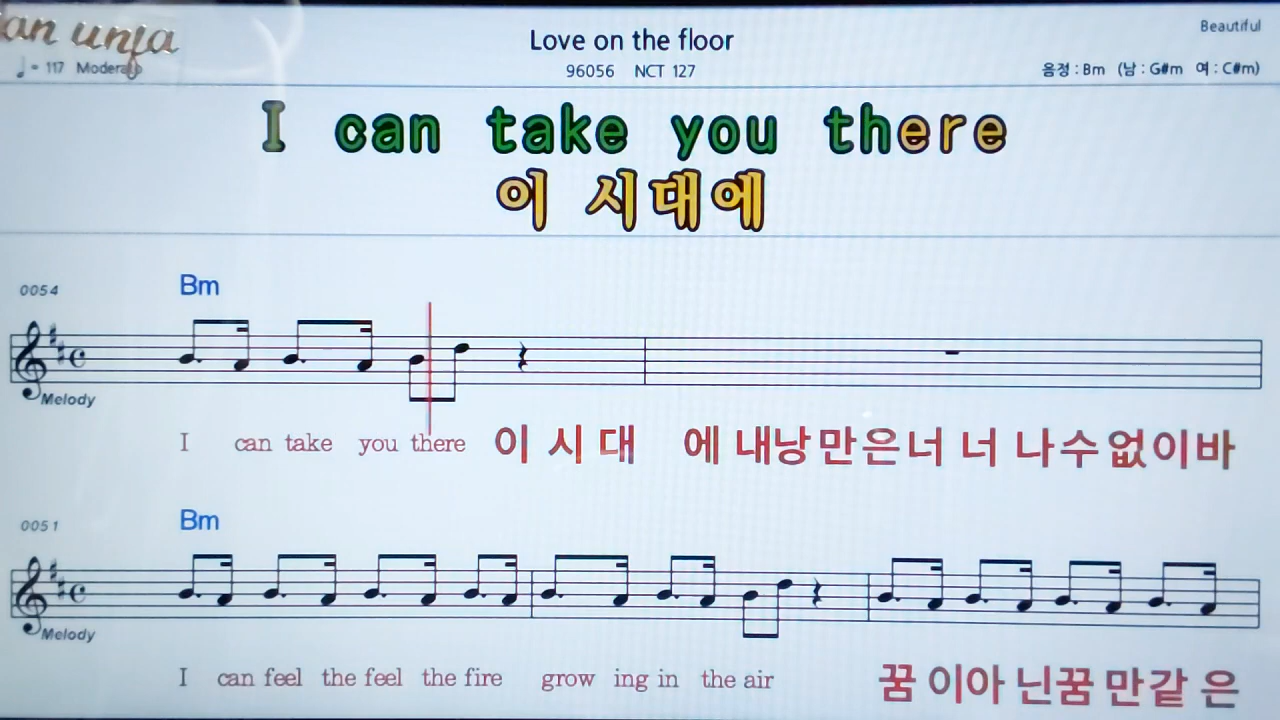 an unja
Love on the floor
Beautiful
♩= 117 Moderato
96056 NCT 127
음정 : Bm (남 : G#m 여 : C#m)
I can take you there
이 시대에
0054
Bm
Melody
I can take you there 이 시 대 에 내낭만은너 너 나수없이바
0051
Bm
Melody
I can feel the feel the fire grow ing in the air 꿈 이아 닌꿈 만같 은